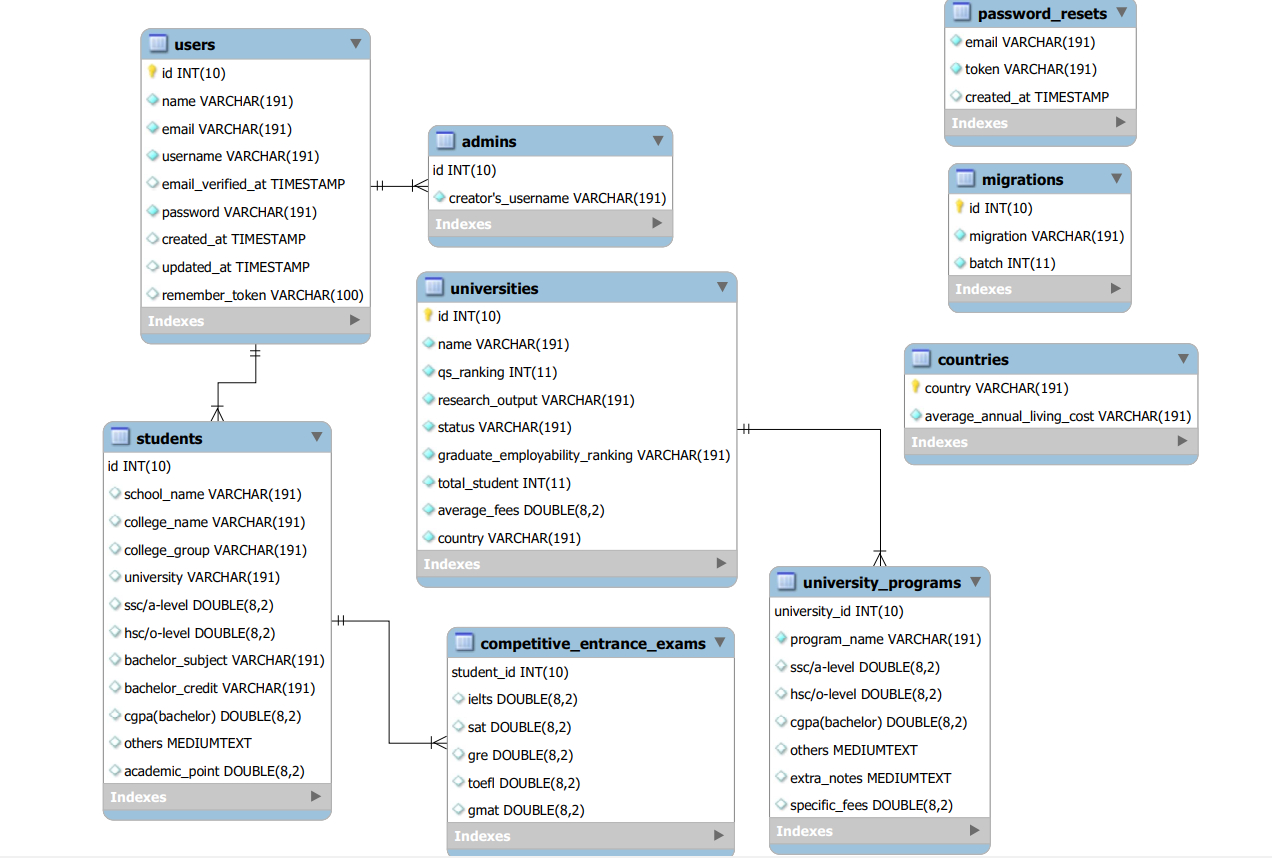 users
id INT(10)
name VARCHAR(191)
email VARCHAR(191)
username VARCHAR(191)
email_verified_at TIMESTAMP
password VARCHAR(191)
created_at TIMESTAMP
updated_at TIMESTAMP
remember_token VARCHAR(100)
Indexes
admins
id INT(10)
creator's_username VARCHAR(191)
Indexes
password_resets
email VARCHAR(191)
token VARCHAR(191)
created_at TIMESTAMP
Indexes
migrations
id INT(10)
migration VARCHAR(191)
batch INT(11)
Indexes
universities
id INT(10)
name VARCHAR(191)
qs_ranking INT(11)
research_output VARCHAR(191)
status VARCHAR(191)
graduate_employability_ranking VARCHAR(191)
total_student INT(11)
average_fees DOUBLE(8,2)
country VARCHAR(191)
Indexes
countries
country VARCHAR(191)
average_annual_living_cost VARCHAR(191)
Indexes
students
id INT(10)
school_name VARCHAR(191)
college_name VARCHAR(191)
college_group VARCHAR(191)
university VARCHAR(191)
ssc/a-level DOUBLE(8,2)
hsc/o-level DOUBLE(8,2)
bachelor_subject VARCHAR(191)
bachelor_credit VARCHAR(191)
cgpa(bachelor) DOUBLE(8,2)
others MEDIUMTEXT
academic_point DOUBLE(8,2)
Indexes
competitive_entrance_exams
student_id INT(10)
ielts DOUBLE(8,2)
sat DOUBLE(8,2)
gre DOUBLE(8,2)
toefl DOUBLE(8,2)
gmat DOUBLE(8,2)
Indexes
university_programs
university_id INT(10)
program_name VARCHAR(191)
ssc/a-level DOUBLE(8,2)
hsc/o-level DOUBLE(8,2)
cgpa(bachelor) DOUBLE(8,2)
others MEDIUMTEXT
extra_notes MEDIUMTEXT
specific_fees DOUBLE(8,2)
Indexes